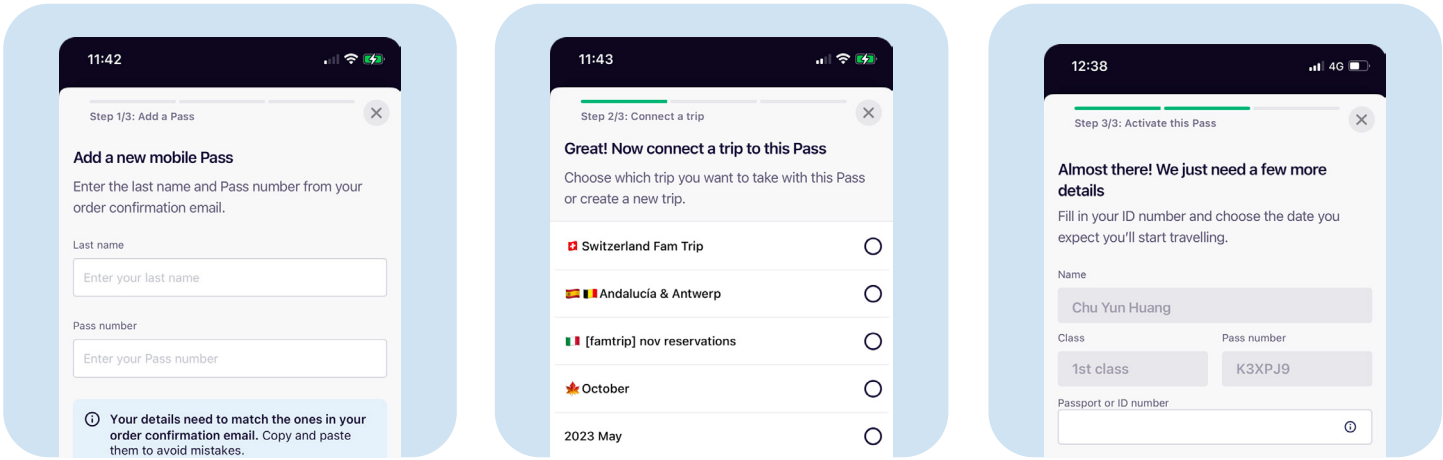 11:42
Step 1/3: Add a Pass
Add a new mobile Pass
Enter the last name and Pass number from your
order confirmation email.
Last name
Enter your last name
Pass number
Enter your Pass number
Your details need to match the ones in your
order confirmation email. Copy and paste
them to avoid mistakes.
11:43
Step 2/3: Connect a trip
Great! Now connect a trip to this Pass
Choose which trip you want to take with this Pass
or create a new trip.
Switzerland Fam Trip
Andalucía & Antwerp
[famtrip] nov reservations
October
2023 May
12:38
4G
Step 3/3: Activate this Pass
Almost there! We just need a few more
details
Fill in your ID number and choose the date you
expect you'll start travelling.
Name
Chu Yun Huang
Class
Pass number
1st class
K3XPJ9
Passport or ID number